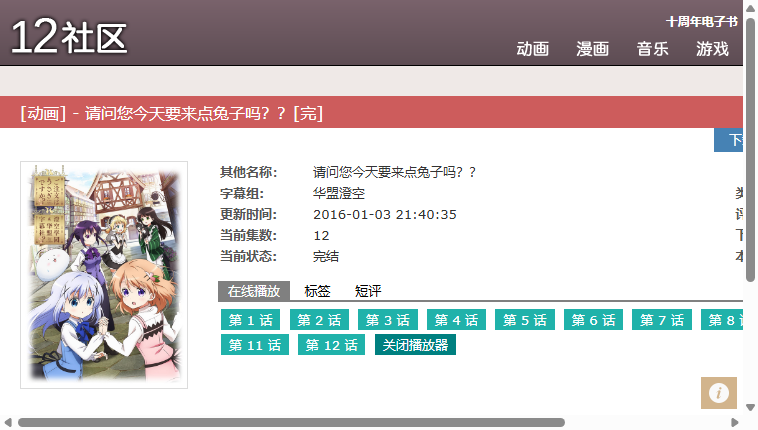 12社区
十周年电子书
动画 漫画 音乐 游戏
[动画] - 请问您今天要来点兔子吗？？[完]
其他名称: 请问您今天要来点兔子吗？？
字幕组: 华盟澄空
更新时间: 2016-01-03 21:40:35
当前集数: 12
当前状态: 完结
在线播放 标签 短评
第 1 话 第 2 话 第 3 话 第 4 话 第 5 话 第 6 话 第 7 话 第 8
第 11 话 第 12 话 关闭播放器